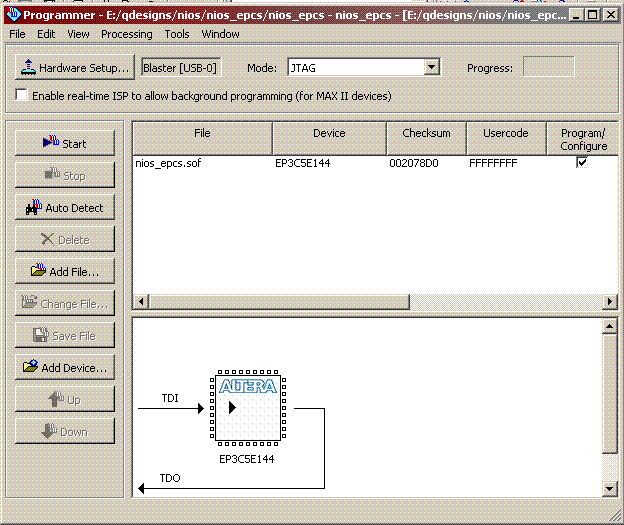 Programmer - E:/qdesigns/nios/nios_epcs/nios_epcs - nios_epcs - [E:/qdesigns/nios/nios_epc...
File Edit View Processing Tools Window
Hardware Setup... Blaster [USB-0] Mode: JTAG Progress:
Enable real-time ISP to allow background programming (for MAX II devices)
Start
Stop
Auto Detect
Delete
Add File...
Change File...
Save File
Add Device...
Up
Down
File Device Checksum Usercode Program/
Configure
nios_epcs.sof EP3C5E144 002078D0 FFFFFFFF
ALTERA
TDI
EP3C5E144
TDO